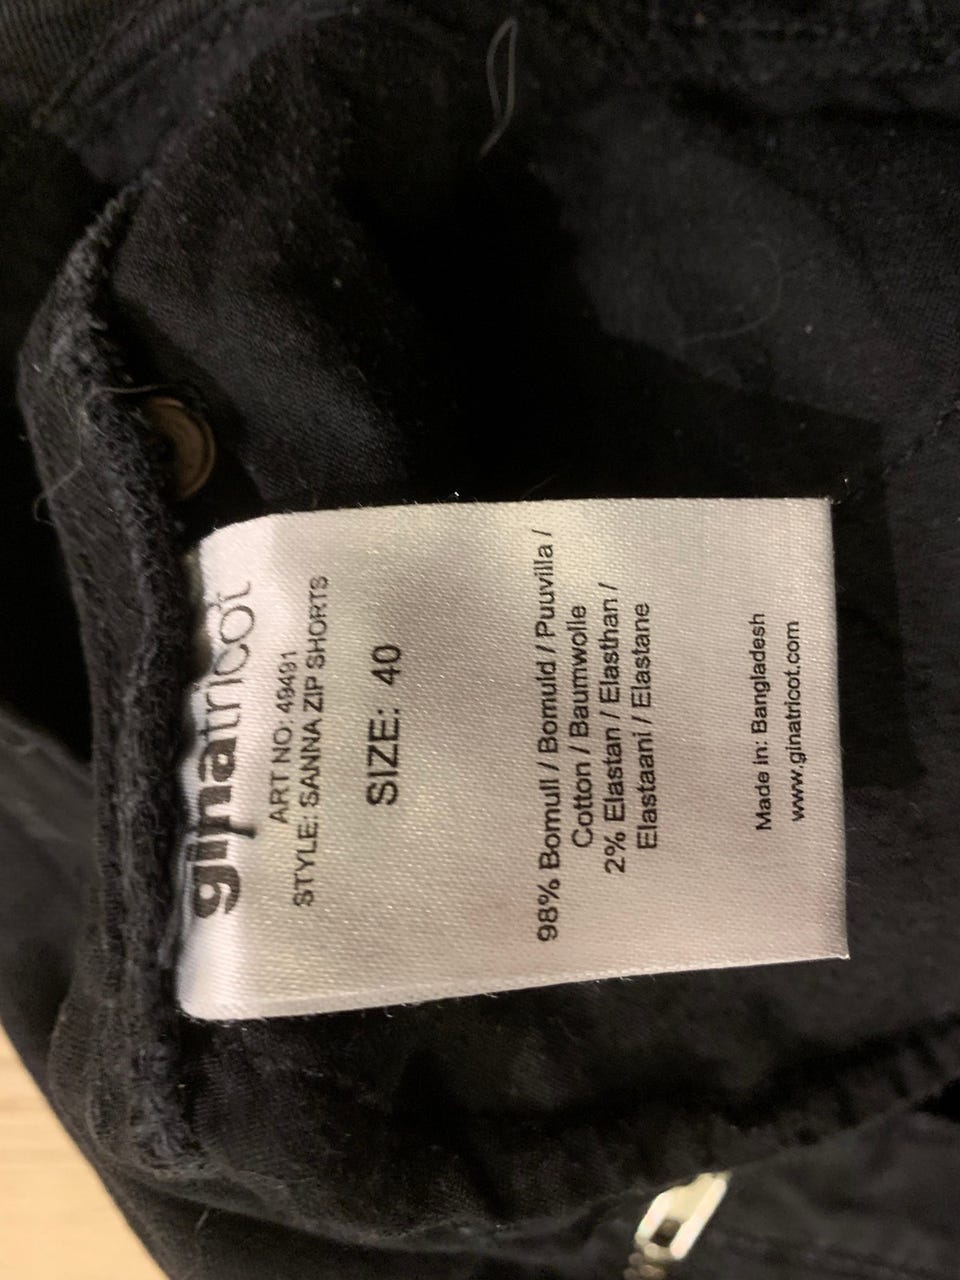 ginatricot
ART NO: 49491
STYLE: SANNA ZIP SHORTS
SIZE: 40
98% Bomull / Bomuld / Puuvilla /
Cotton / Baumwolle
2% Elastan / Elasthan /
Elastaani / Elastane
Made in: Bangladesh
www.ginatricot.com